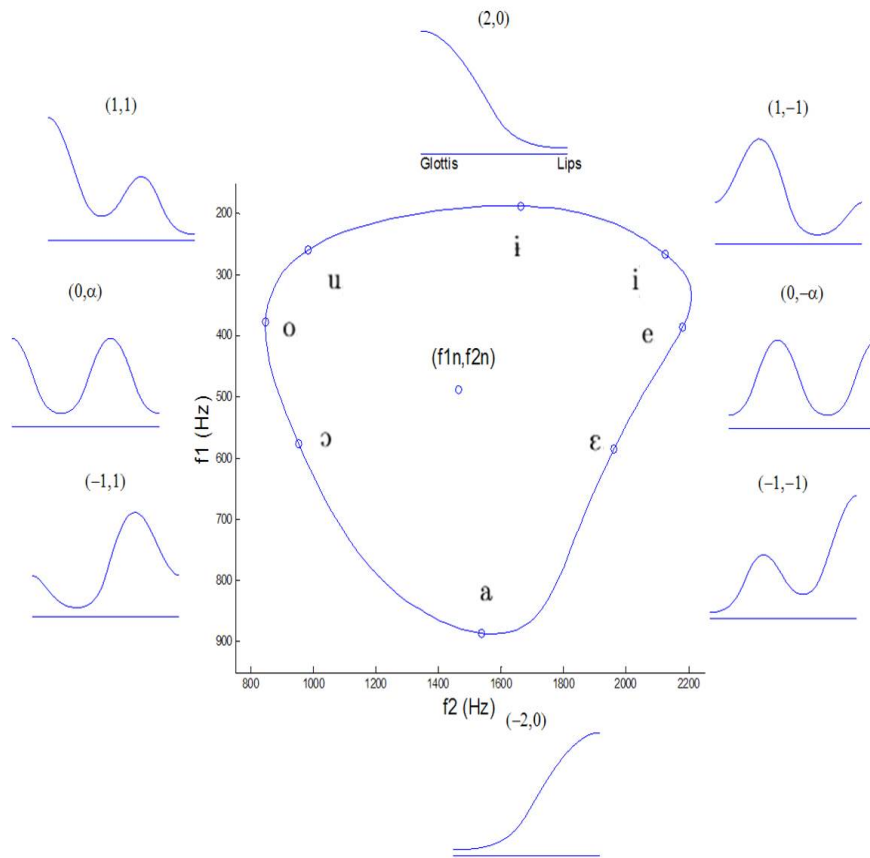 (2,0)
(1,1)
(1,−1)
Glottis Lips
200
ɨ
300
u
i
(0,α)
(0,−α)
400
o
e
(f1n,f2n)
500
f1 (Hz)
ɔ
ɛ
600
(−1,1)
(−1,−1)
700
800
a
900
800 1000 1200 1400 1600 1800 2000 2200
f2 (Hz)
(−2,0)